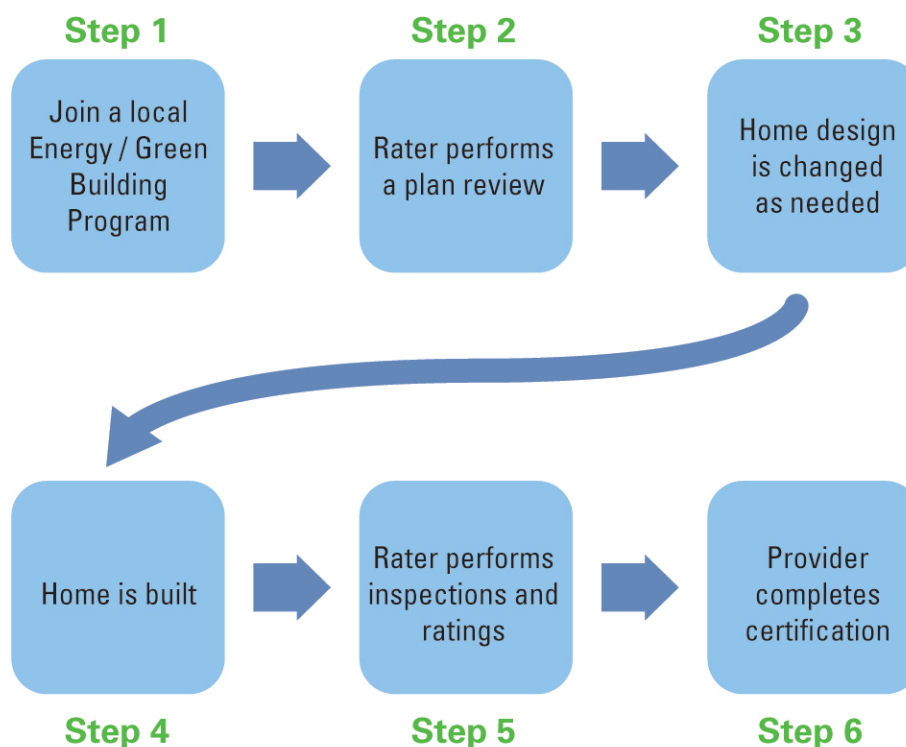 Step 1
Join a local
Energy / Green
Building
Program
Step 2
Rater performs
a plan review
Step 3
Home design
is changed
as needed
Home is built
Step 4
Rater performs
inspections and
ratings
Step 5
Provider
completes
certification
Step 6